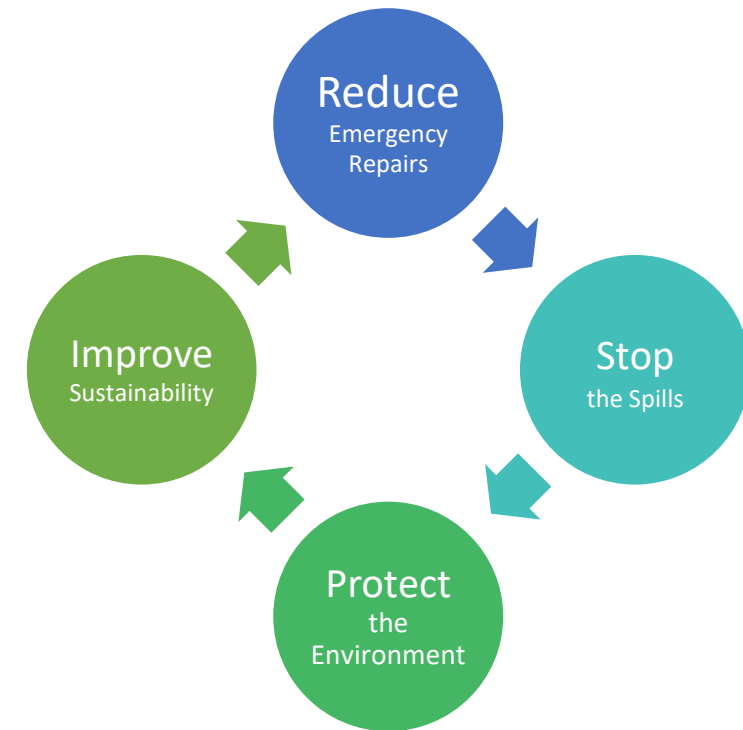 Reduce
Emergency
Repairs
Stop
the Spills
Protect
the
Environment
Improve
Sustainability